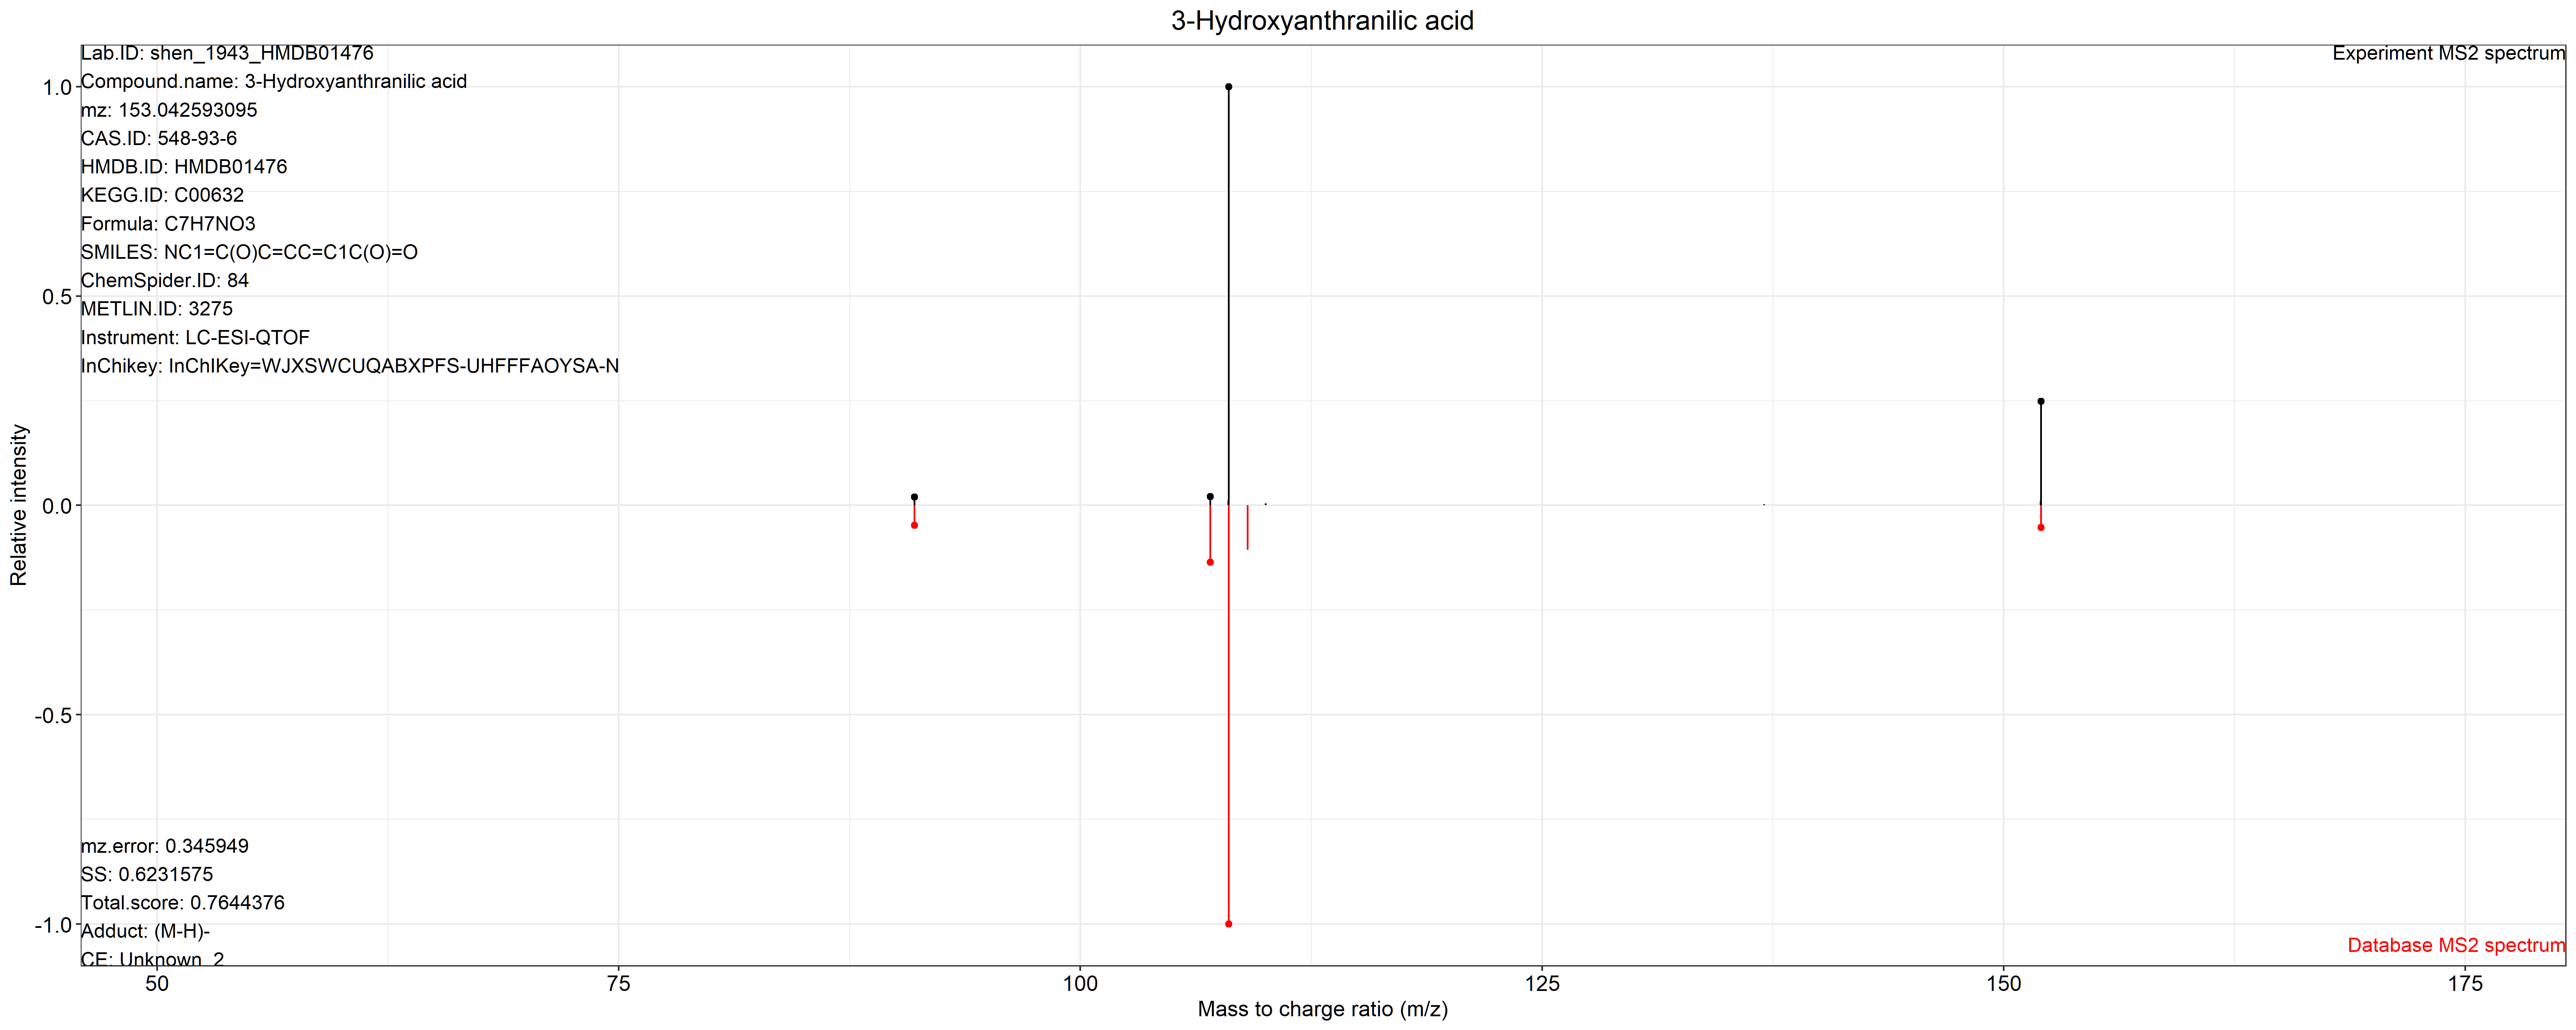 3-Hydroxyanthranilic acid
Lab.ID: shen_1943_HMDB01476
Experiment MS2 spectrum
Compound.name: 3-Hydroxyanthranilic acid
mz: 153.042593095
CAS.ID: 548-93-6
HMDB.ID: HMDB01476
KEGG.ID: C00632
Formula: C7H7NO3
SMILES: NC1=C(O)C=CC=C1C(O)=O
ChemSpider.ID: 84
METLIN.ID: 3275
Instrument: LC-ESI-QTOF
InChikey: InChIKey=WJXSWCUQABXPFS-UHFFFAOYSA-N
1.0
0.5
0.0
-0.5
-1.0
Relative intensity
mz.error: 0.345949
SS: 0.6231575
Total.score: 0.7644376
Adduct: (M-H)-
CE: Unknown_2
Database MS2 spectrum
50 75 100 125 150 175
Mass to charge ratio (m/z)